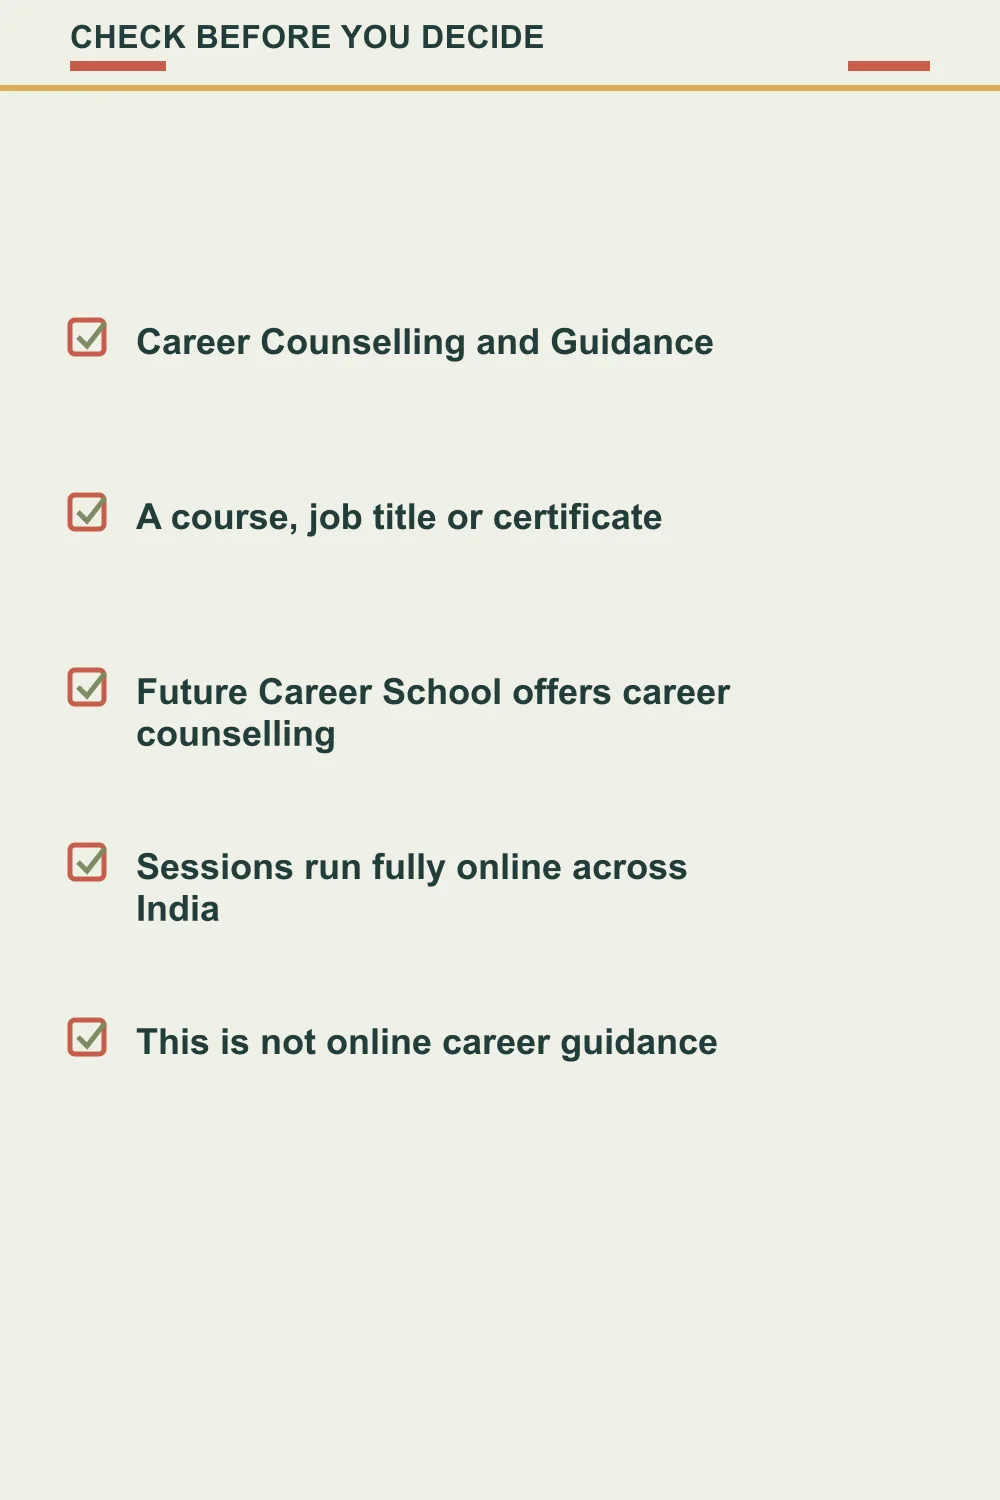 CHECK BEFORE YOU DECIDE
Career Counselling and Guidance
A course, job title or certificate
Future Career School offers career
counselling
Sessions run fully online across
India
This is not online career guidance